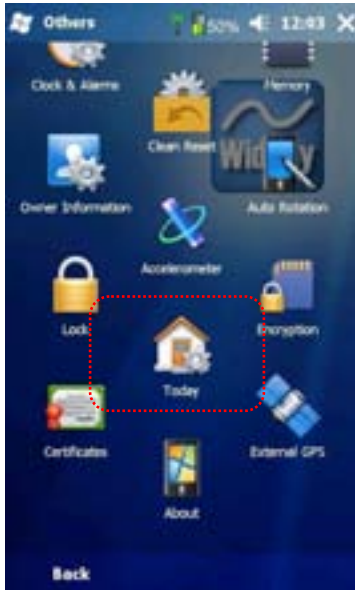 Others 50% 12:03
Clock & Alarms
Memory
Clean Reset
Owner Information
Auto Rotation
Accelerometer
Lock
Encryption
Today
Certificates
External GPS
About
Back